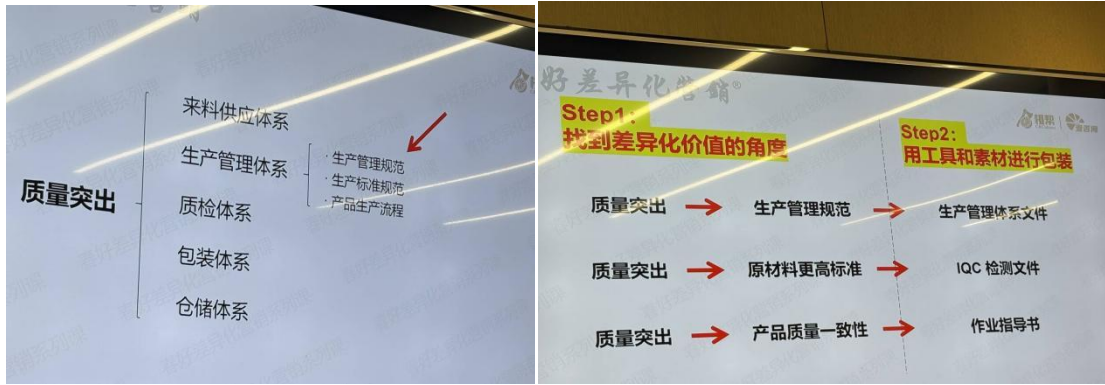 质量突出
来料供应体系
生产管理体系
· 生产管理规范
· 生产标准规范
· 产品生产流程
质检体系
包装体系
仓储体系
好差异化营銷®
Step1:
找到差异化价值的角度
Step2:
用工具和素材进行包装
质量突出 → 生产管理规范 → 生产管理体系文件
质量突出 → 原材料更高标准 → IQC 检测文件
质量突出 → 产品质量一致性 → 作业指导书